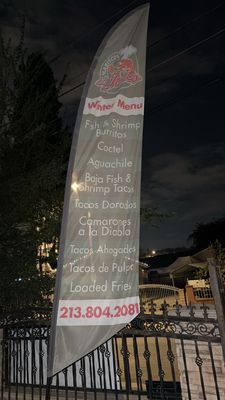 Winter Menu
Fish & Shrimp
Burritos
Coctel
Aguachile
Baja Fish &
Shrimp Tacos
Tacos Dorados
Camarones
a la Diabla
Tacos Ahogados
Tacos de Pulpo
Loaded Fries
213.804.2081